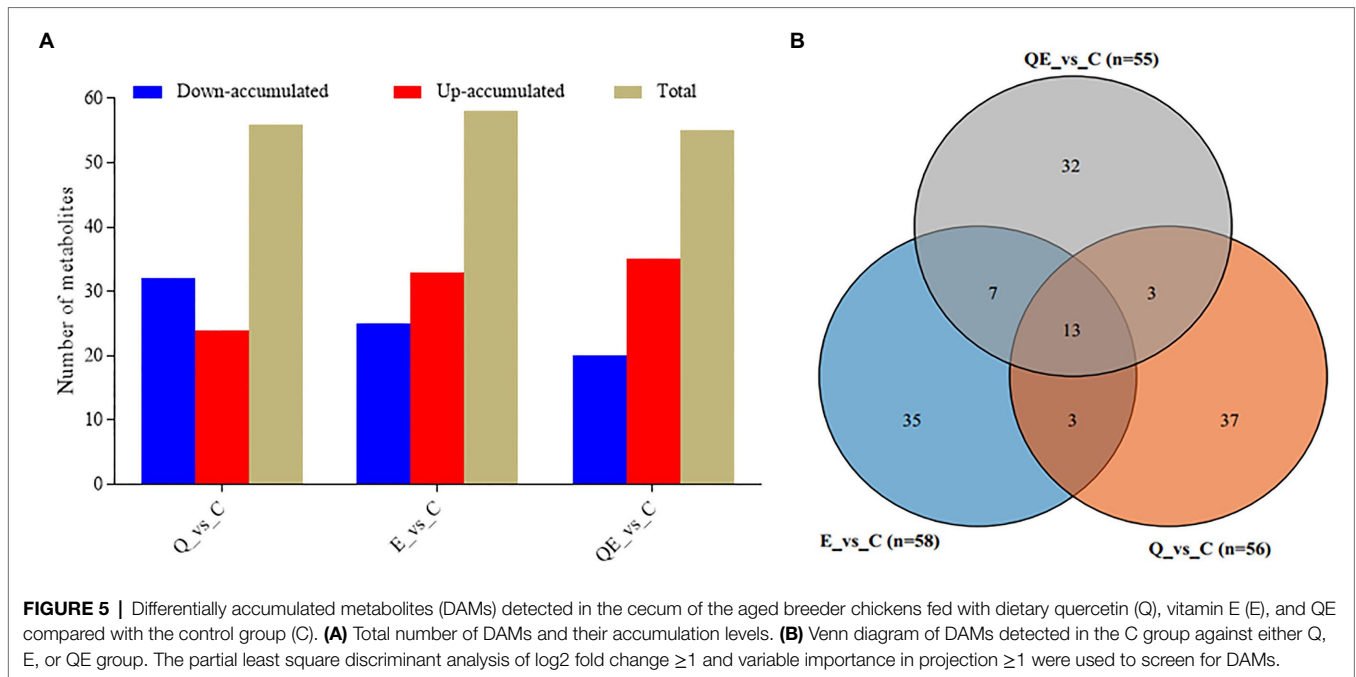 A
B
QE_vs_C (n=55)
Down-accumulated Up-accumulated Total
60
50
40
30
20
10
0
Number of metabolites
Q_vs_C
E_vs_C
QE_vs_C
32
7
3
13
35
3
37
E_vs_C (n=58)
Q_vs_C (n=56)
FIGURE 5 | Differentially accumulated metabolites (DAMs) detected in the cecum of the aged breeder chickens fed with dietary quercetin (Q), vitamin E (E), and QE
compared with the control group (C). (A) Total number of DAMs and their accumulation levels. (B) Venn diagram of DAMs detected in the C group against either Q,
E, or QE group. The partial least square discriminant analysis of log2 fold change ≥1 and variable importance in projection ≥1 were used to screen for DAMs.